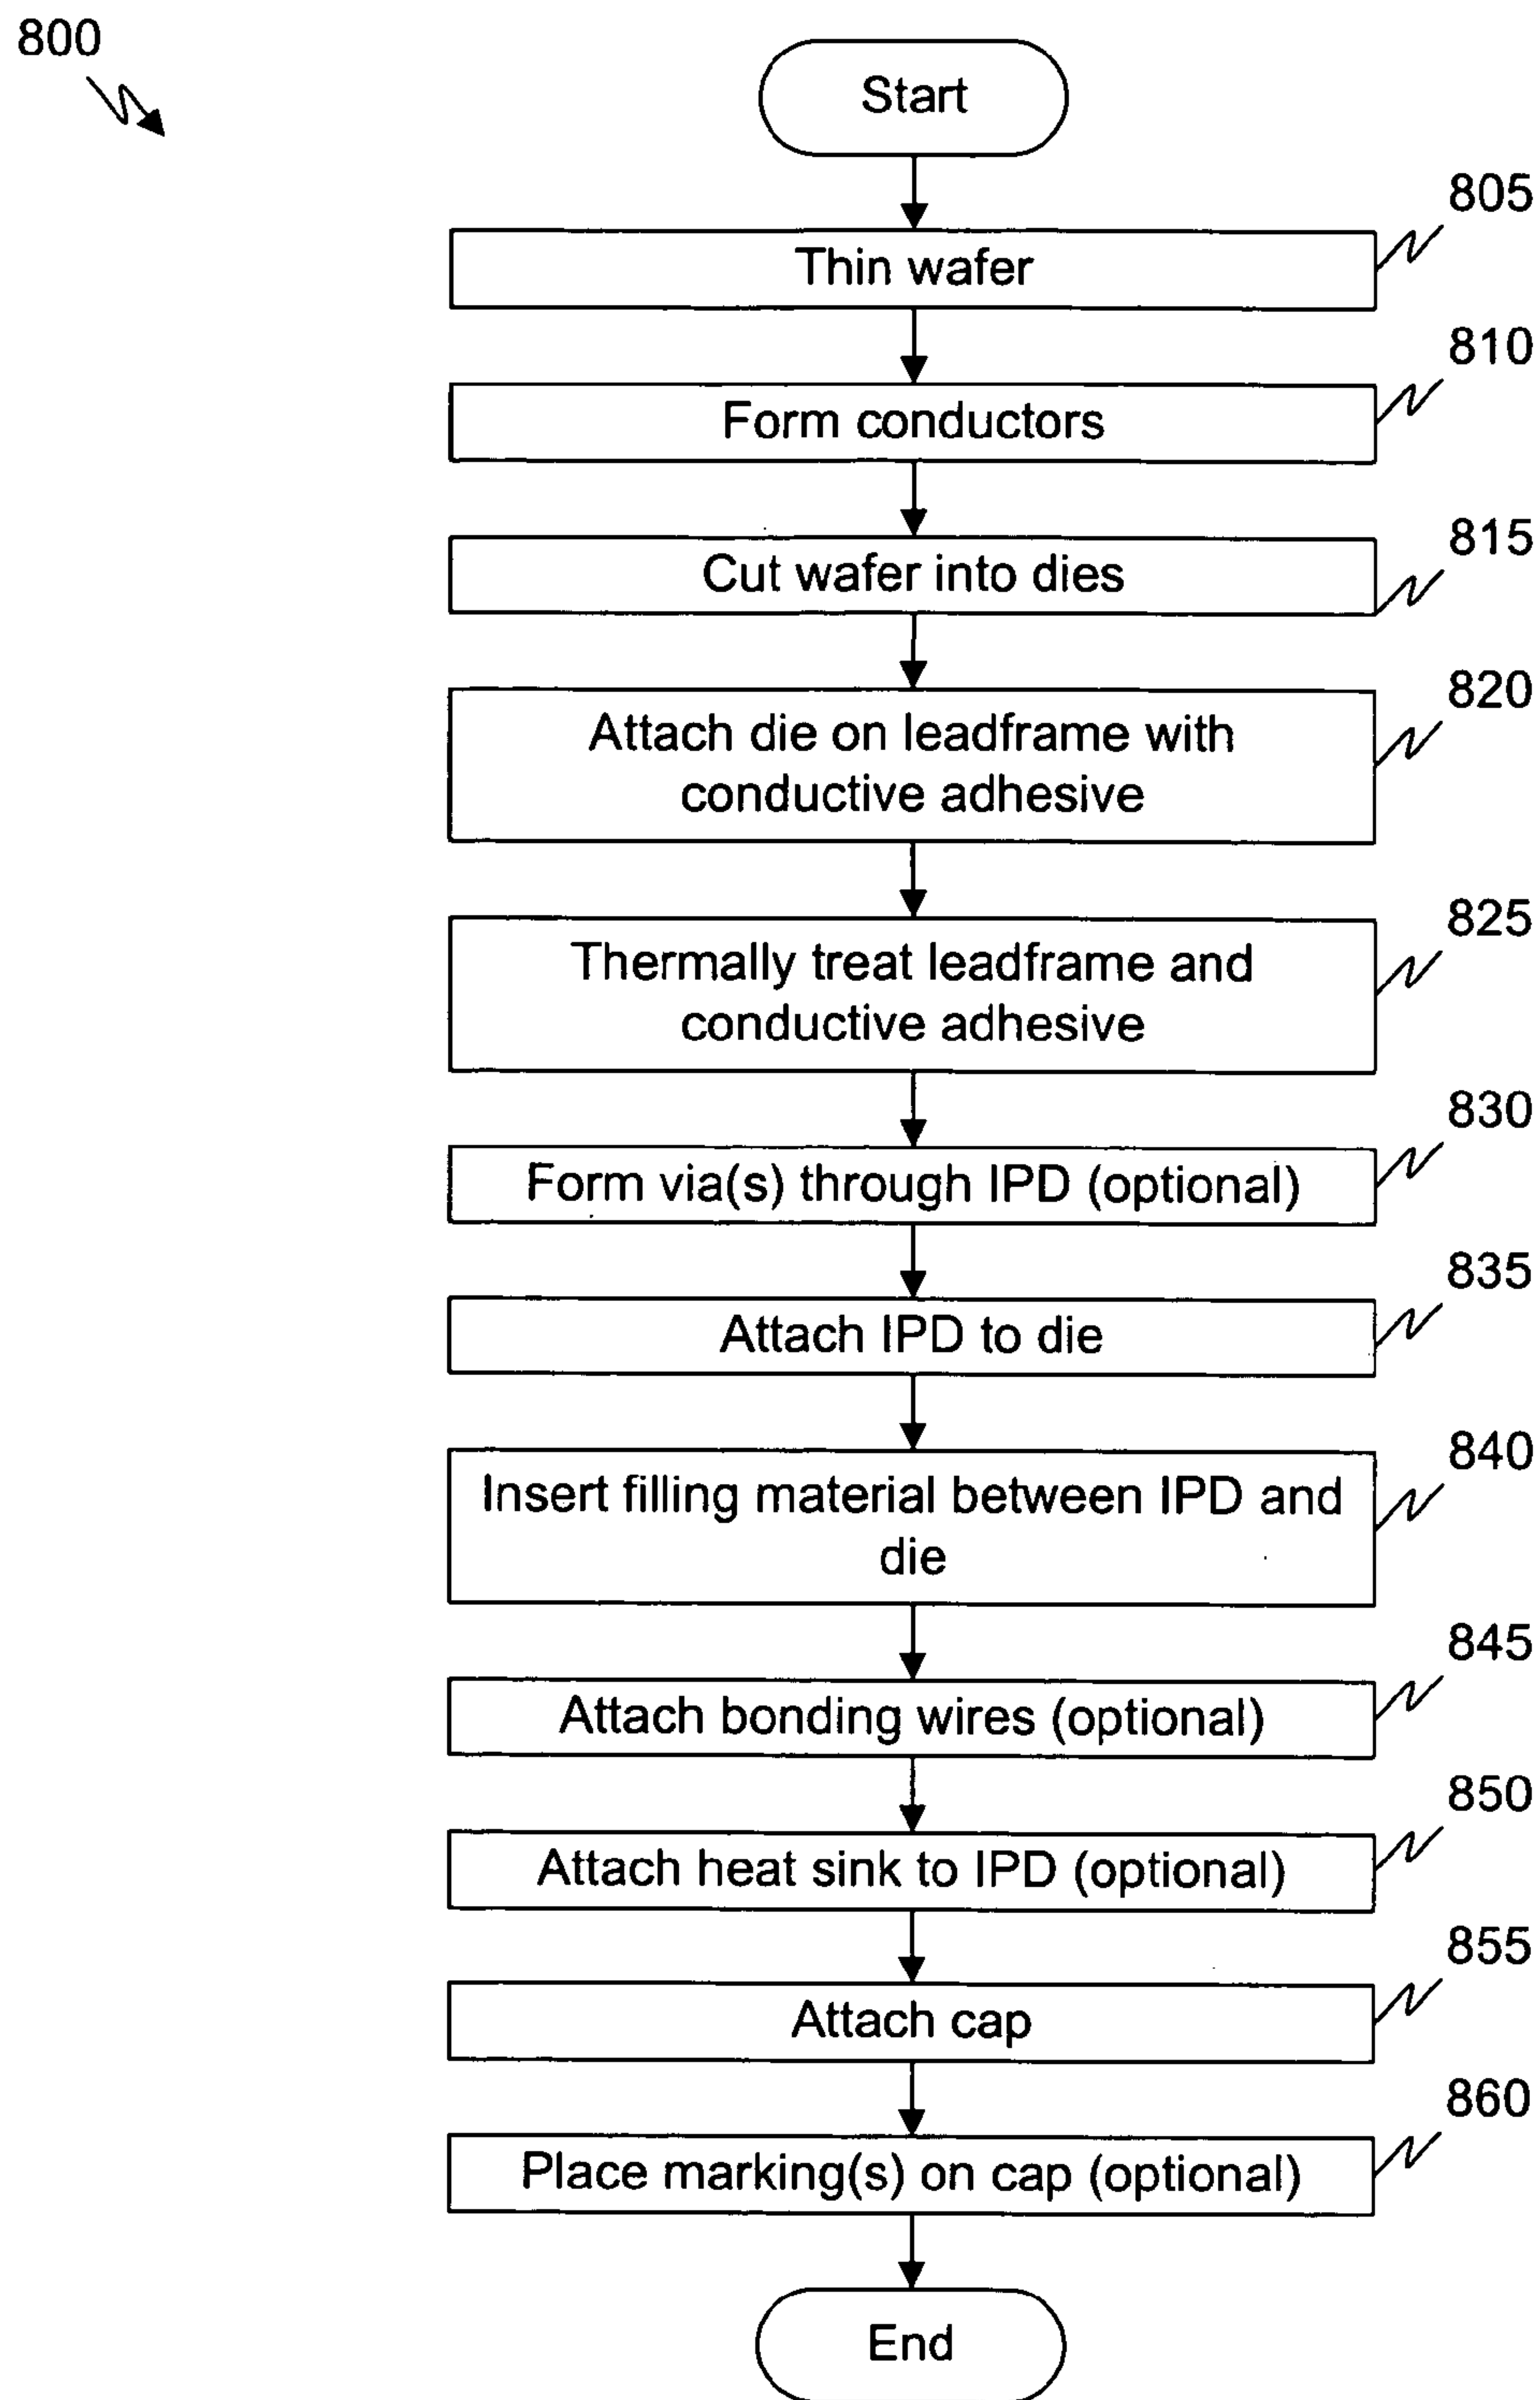 800
Start
805
Thin wafer
810
Form conductors
815
Cut wafer into dies
820
Attach die on leadframe with
conductive adhesive
825
Thermally treat leadframe and
conductive adhesive
830
Form via(s) through IPD (optional)
835
Attach IPD to die
840
Insert filling material between IPD and
die
845
Attach bonding wires (optional)
850
Attach heat sink to IPD (optional)
855
Attach cap
860
Place marking(s) on cap (optional)
End